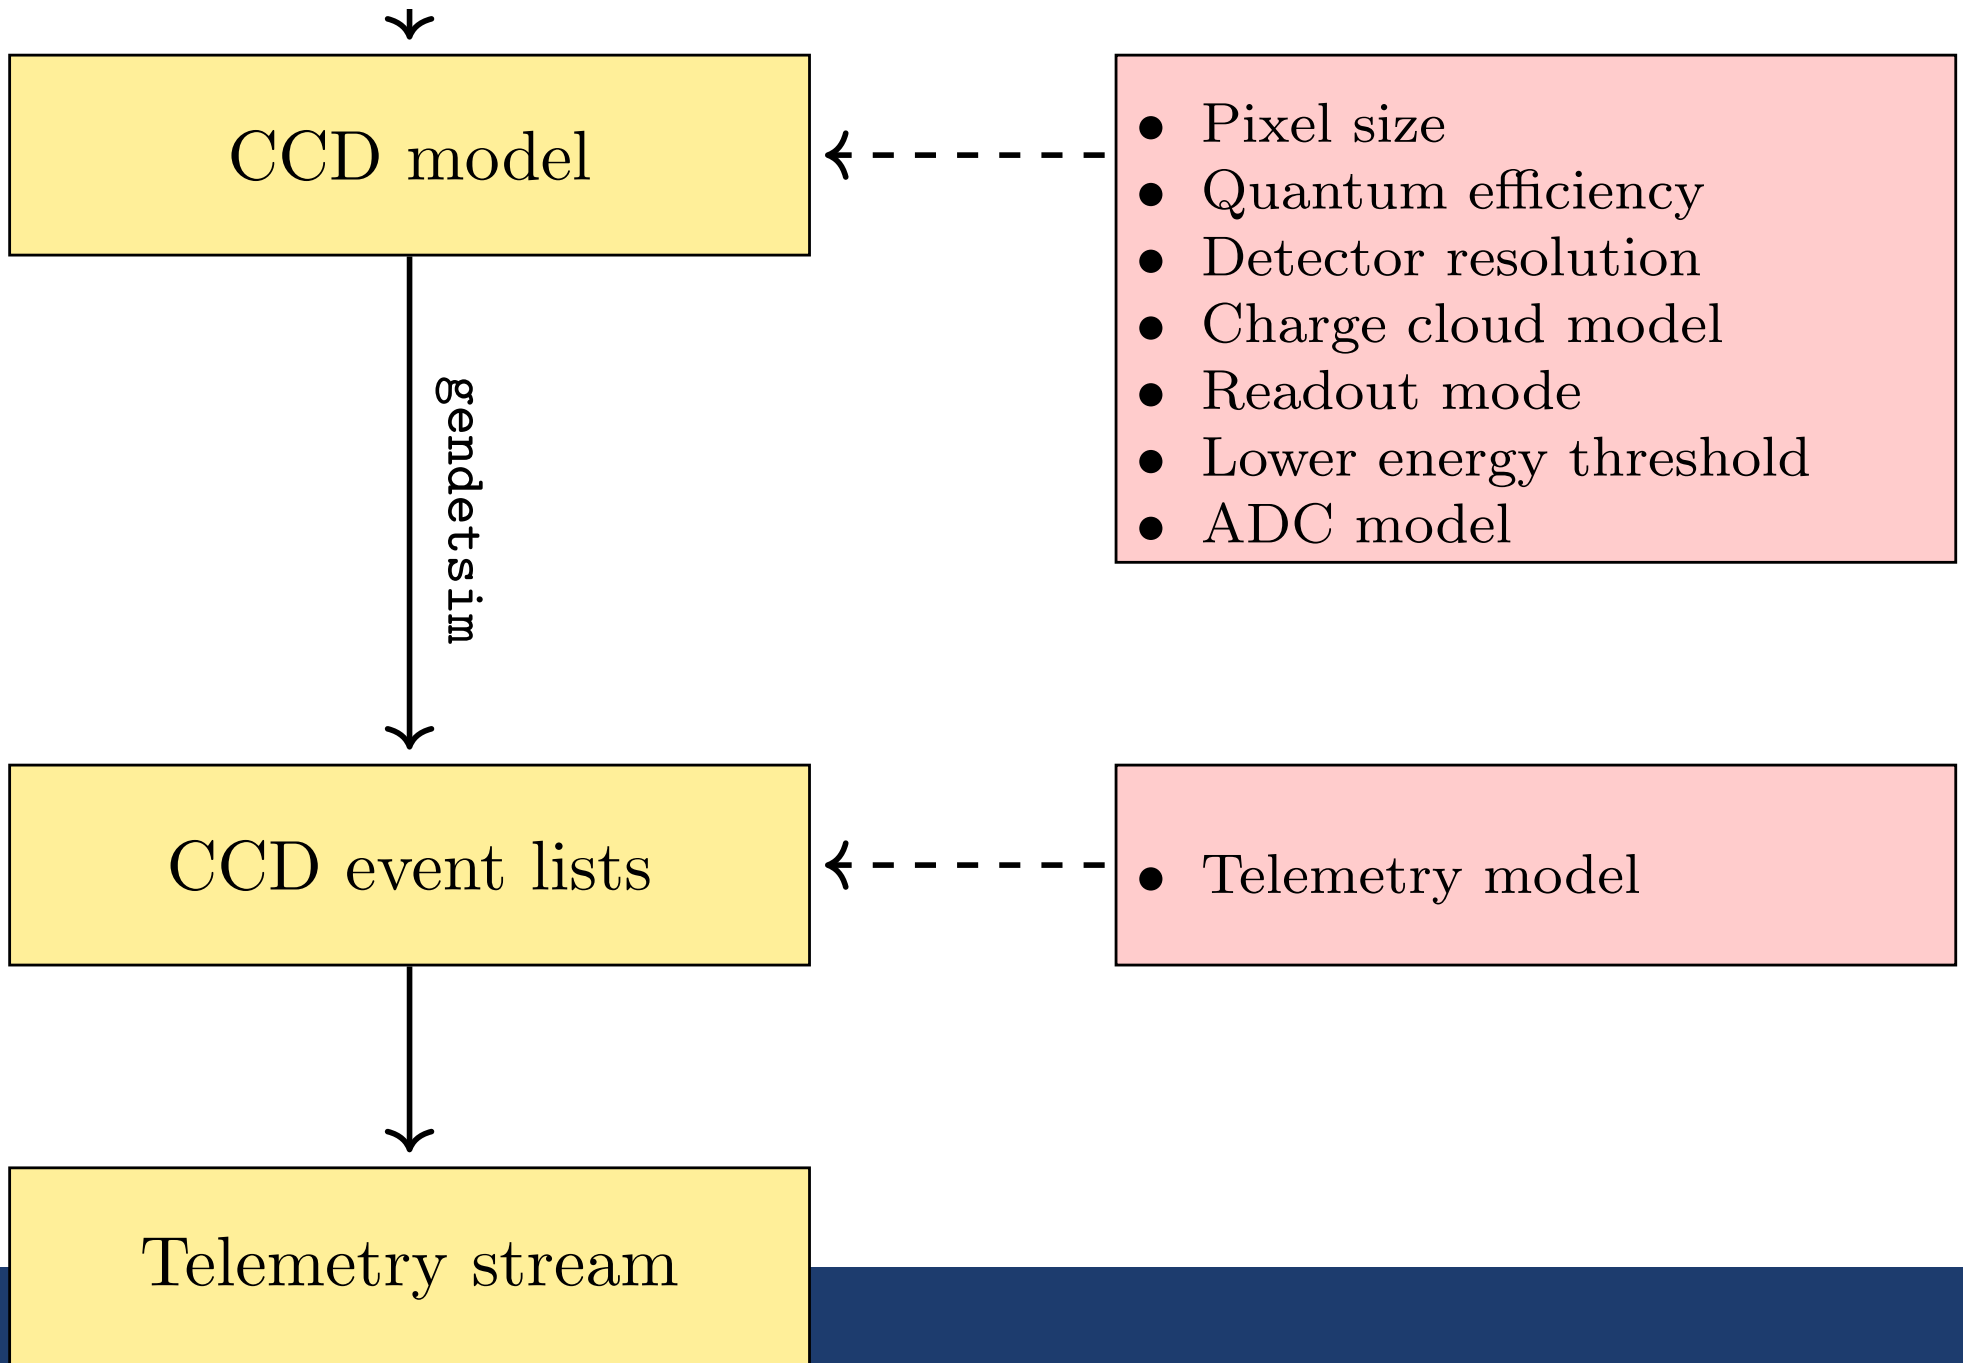 CCD model
• Pixel size
• Quantum efficiency
• Detector resolution
• Charge cloud model
• Readout mode
• Lower energy threshold
• ADC model
gendetsim
CCD event lists
• Telemetry model
Telemetry stream